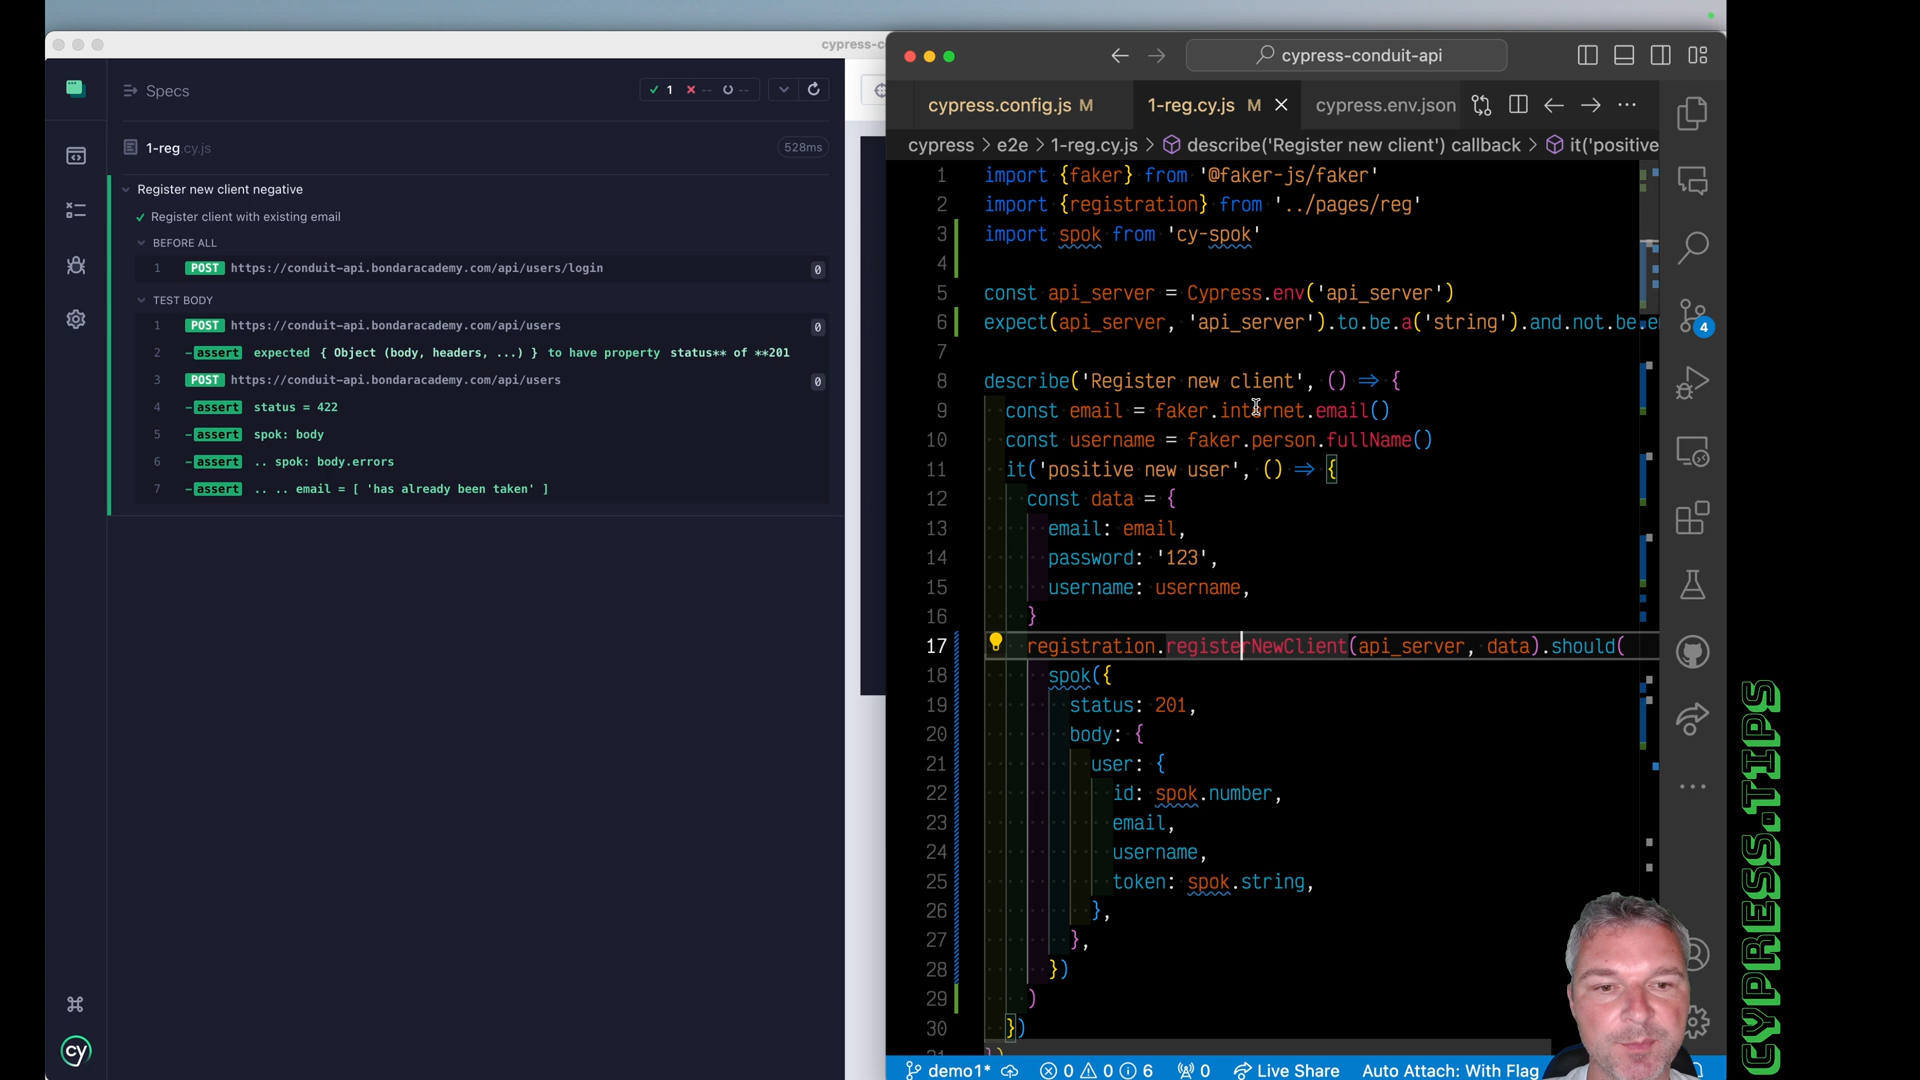 cypress-c
Specs
1 -- --
1-reg.cy.js
528ms
Register new client negative
Register client with existing email
BEFORE ALL
1 POST https://conduit-api.bondaracademy.com/api/users/login 0
TEST BODY
1 POST https://conduit-api.bondaracademy.com/api/users 0
2 -assert expected { Object (body, headers, ...) } to have property status** of **201
3 POST https://conduit-api.bondaracademy.com/api/users 0
4 -assert status = 422
5 -assert spok: body
6 -assert .. spok: body.errors
7 -assert .. .. email = [ 'has already been taken' ]
cy
cypress-conduit-api
cypress.config.js M 1-reg.cy.js M cypress.env.json
cypress > e2e > 1-reg.cy.js > describe('Register new client') callback > it('positive
1 import {faker} from '@faker-js/faker'
2 import {registration} from '../pages/reg'
3 import spok from 'cy-spok'
4
5 const api_server = Cypress.env('api_server')
6 expect(api_server, 'api_server').to.be.a('string').and.not.be.e
7
8 describe('Register new client', () => {
9 const email = faker.internet.email()
10 const username = faker.person.fullName()
11 it('positive new user', () => {
12 const data = {
13 email: email,
14 password: '123',
15 username: username,
16 }
17 registration.registerNewClient(api_server, data).should(
18 spok({
19 status: 201,
20 body: {
21 user: {
22 id: spok.number,
23 email,
24 username,
25 token: spok.string,
26 },
27 },
28 })
29 )
30 })
4
demo1* 0 0 6 0 Live Share Auto Attach: With Flag
CYPRESS.TIPS